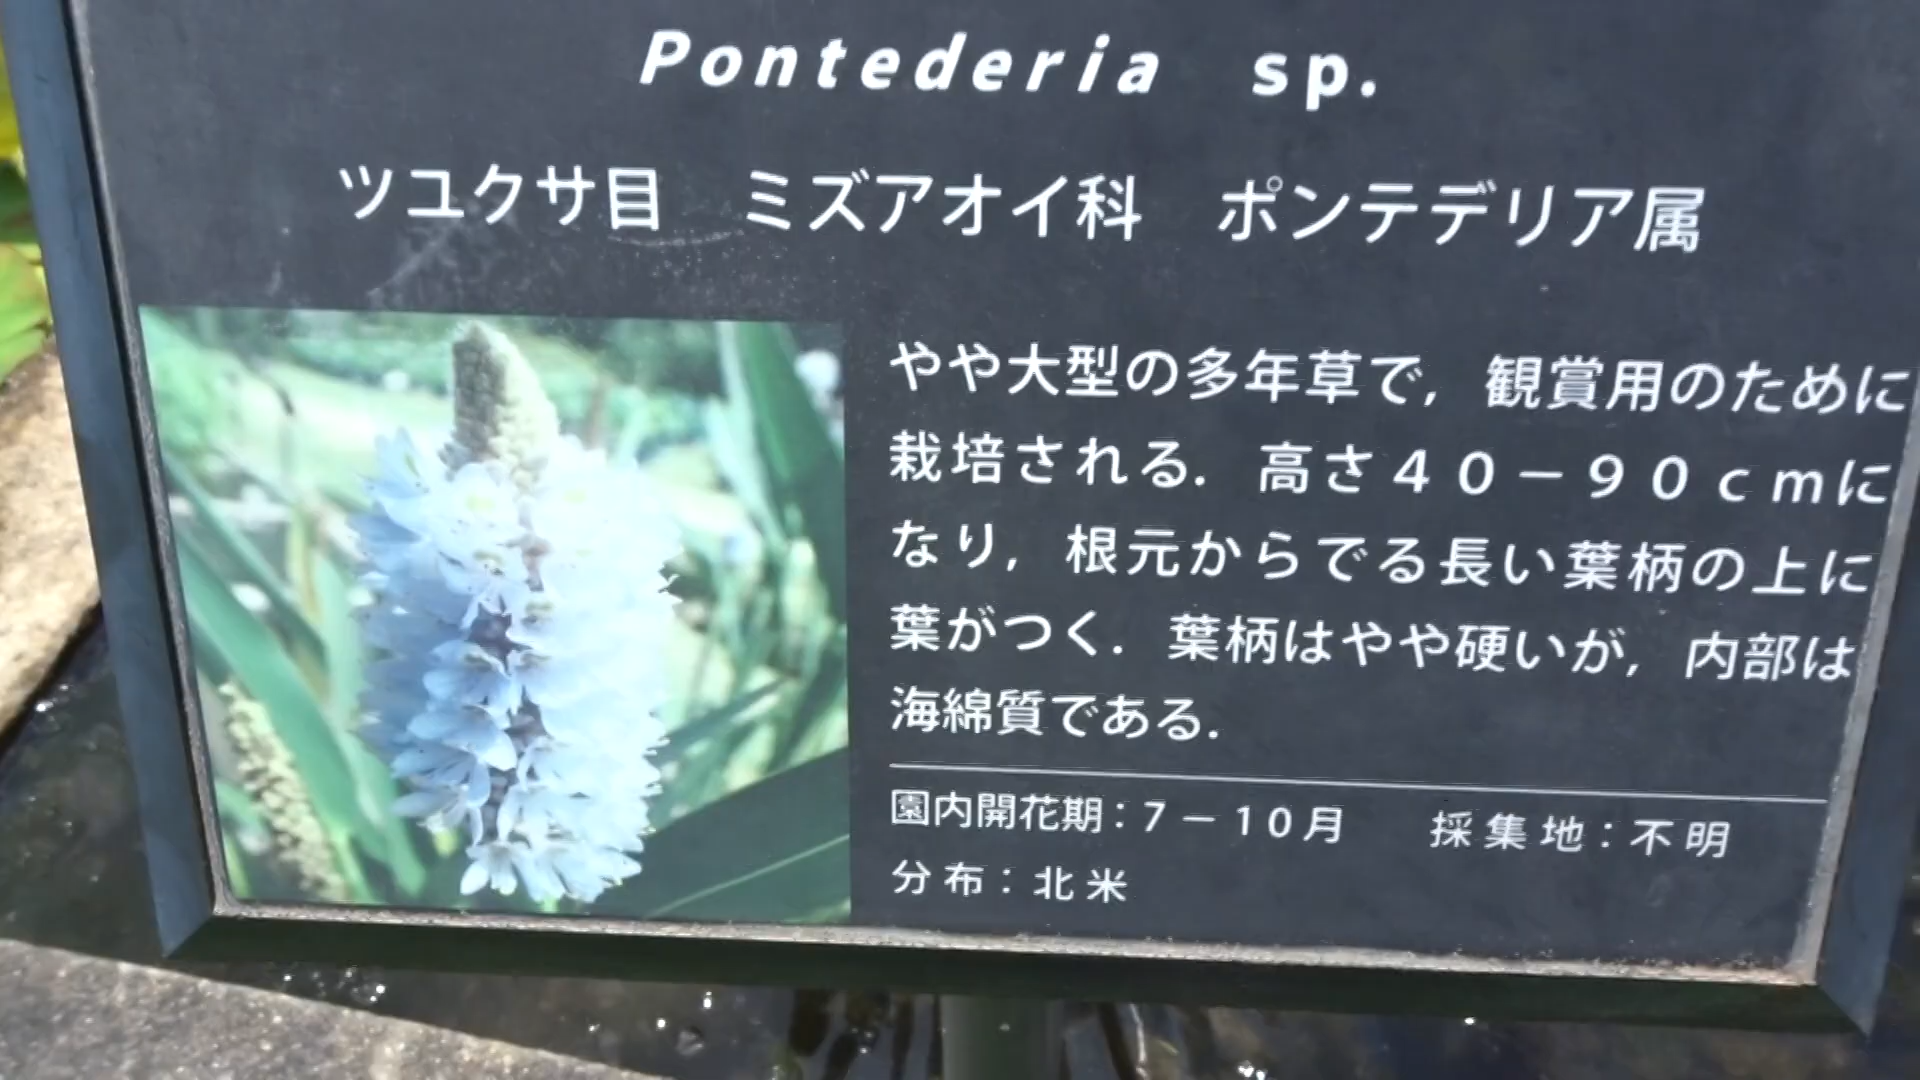 Pontederia sp.
ツユクサ目　ミズアオイ科　ポンテデリア属
やや大型の多年草で，観賞用のために
栽培される．高さ４０－９０ｃｍに
なり，根元からでる長い葉柄の上に
葉がつく．葉柄はやや硬いが，内部は
海綿質である．
園内開花期：７－１０月　採集地：不明
分布：北米